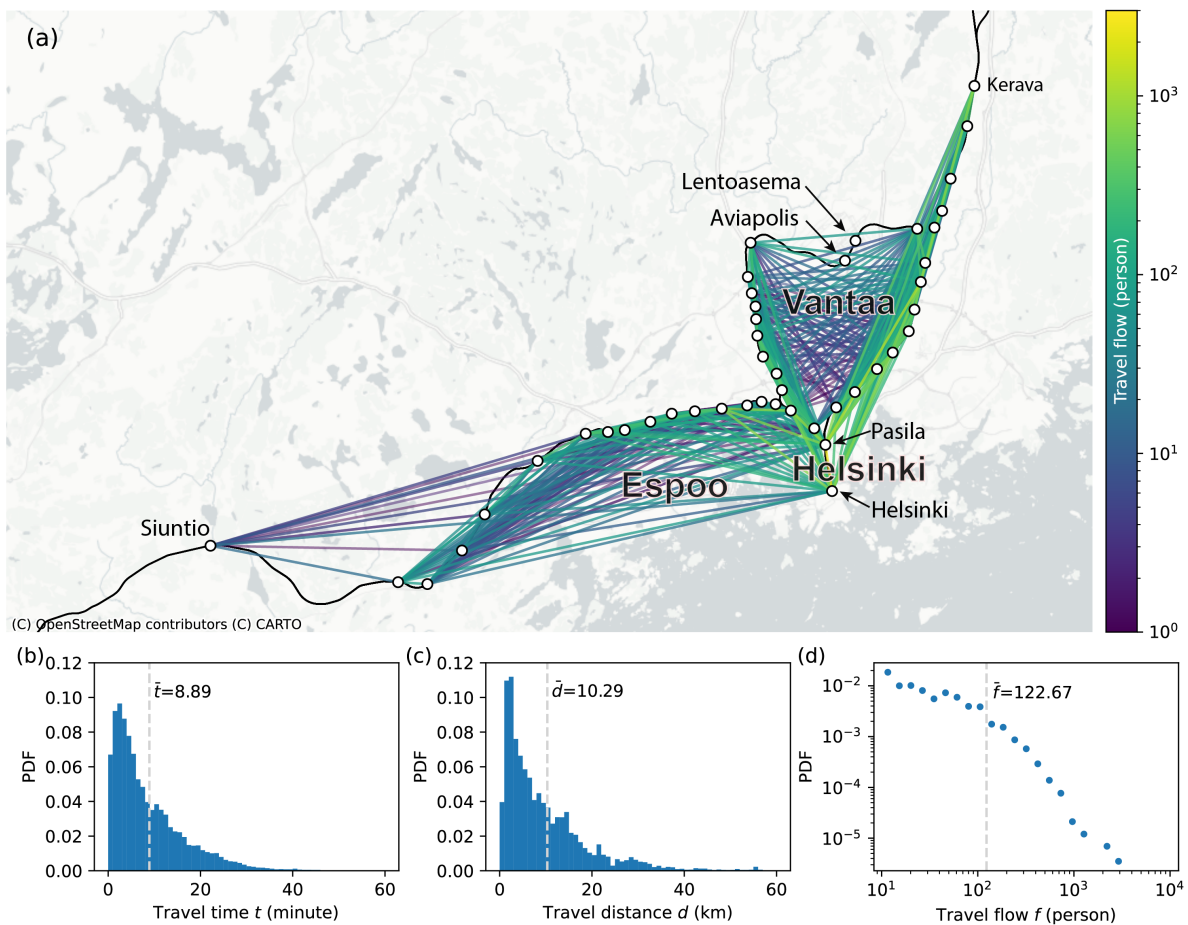 (a)
Kerava
Lentoasema
Aviapolis
Vantaa
Pasila
Helsinki
Espoo
Helsinki
Siuntio
(C) OpenStreetMap contributors (C) CARTO
10³
10²
10¹
10⁰
Travel flow (person)
(b)
0.12
0.10
0.08
0.06
0.04
0.02
0.00
PDF
t̄=8.89
0 20 40 60
Travel time t (minute)
(c)
0.12
0.10
0.08
0.06
0.04
0.02
0.00
PDF
d̄=10.29
0 20 40 60
Travel distance d (km)
(d)
10⁻²
10⁻³
10⁻⁴
10⁻⁵
PDF
f̄=122.67
10¹ 10² 10³ 10⁴
Travel flow f (person)